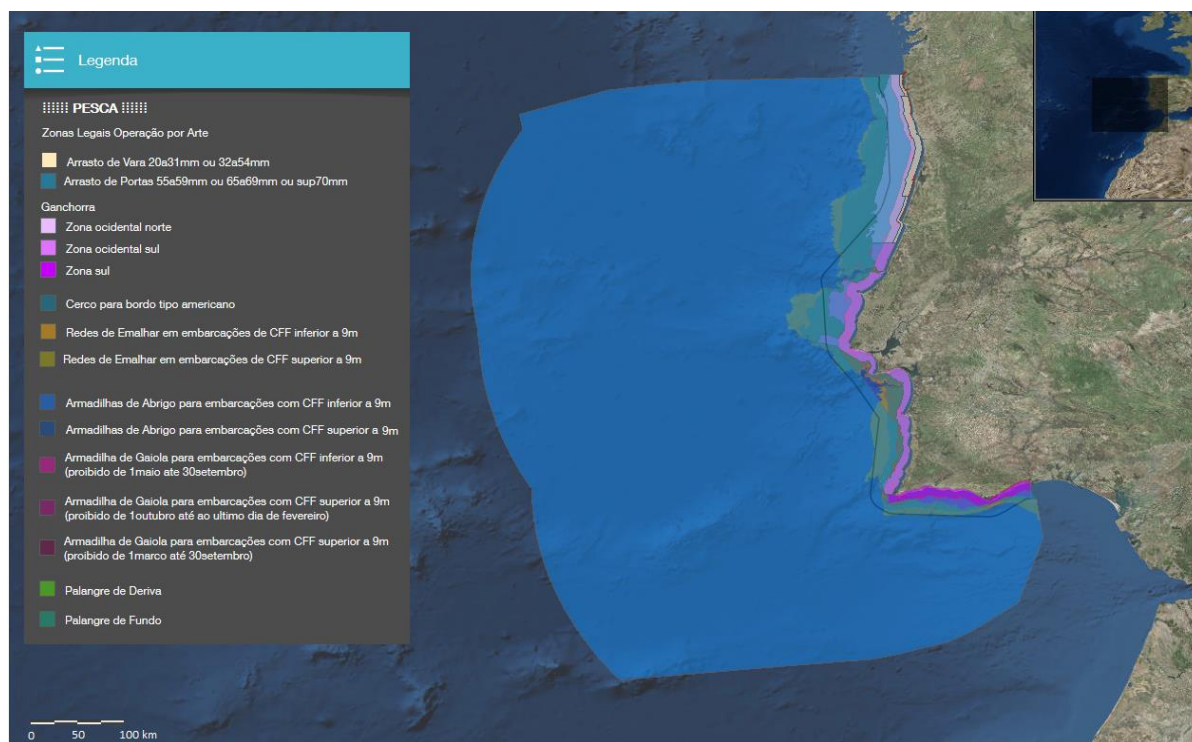 Legenda
PESCA
Zonas Legais Operação por Arte
Arrasto de Vara 20a31mm ou 32a54mm
Arrasto de Portas 55a59mm ou 65a69mm ou sup70mm
Ganchorra
Zona ocidental norte
Zona ocidental sul
Zona sul
Cerco para bordo tipo americano
Redes de Emalhar em embarcações de CFF inferior a 9m
Redes de Emalhar em embarcações de CFF superior a 9m
Armadilhas de Abrigo para embarcações com CFF inferior a 9m
Armadilhas de Abrigo para embarcações com CFF superior a 9m
Armadilha de Gaiola para embarcações com CFF inferior a 9m
(proibido de 1maio ate 30setembro)
Armadilha de Gaiola para embarcações com CFF superior a 9m
(proibido de 1outubro até ao ultimo dia de fevereiro)
Armadilha de Gaiola para embarcações com CFF superior a 9m
(proibido de 1marco até 30setembro)
Palangre de Deriva
Palangre de Fundo
0 50 100 km